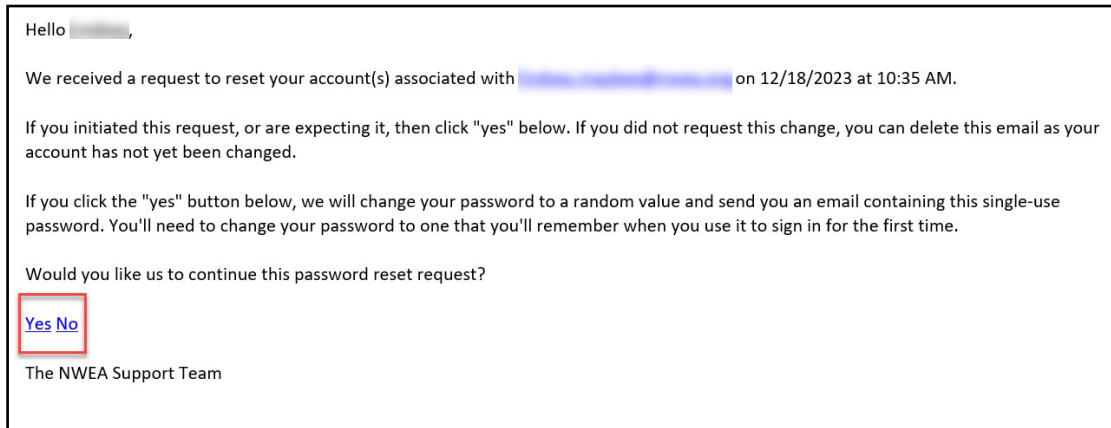 Hello ,
We received a request to reset your account(s) associated with on 12/18/2023 at 10:35 AM.
If you initiated this request, or are expecting it, then click "yes" below. If you did not request this change, you can delete this email as your
account has not yet been changed.
If you click the "yes" button below, we will change your password to a random value and send you an email containing this single-use
password. You'll need to change your password to one that you'll remember when you use it to sign in for the first time.
Would you like us to continue this password reset request?
Yes No
The NWEA Support Team